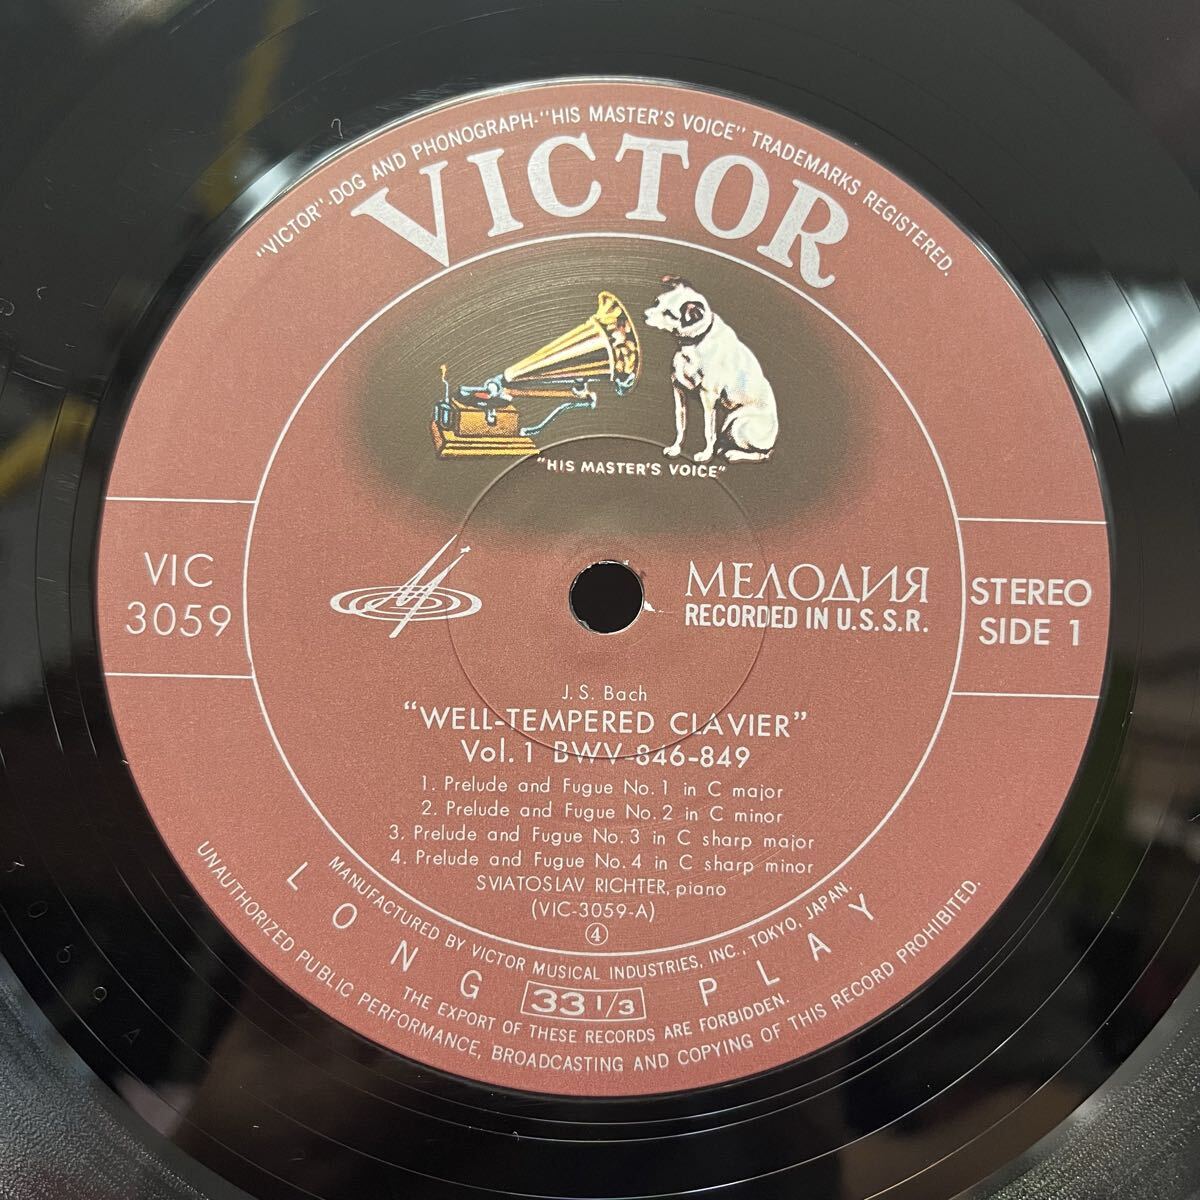 "VICTOR"-DOG AND PHONOGRAPH-"HIS MASTER'S VOICE" TRADEMARKS REGISTERED.
VICTOR
"HIS MASTER'S VOICE"
VIC
3059
МЕЛОДИЯ
RECORDED IN U.S.S.R.
STEREO
SIDE 1
J. S. Bach
"WELL-TEMPERED CLAVIER"
Vol. 1 BWV-846-849
1. Prelude and Fugue No. 1 in C major
2. Prelude and Fugue No. 2 in C minor
3. Prelude and Fugue No. 3 in C sharp major
4. Prelude and Fugue No. 4 in C sharp minor
SVIATOSLAV RICHTER, piano
(VIC-3059-A)
④
MANUFACTURED BY VICTOR MUSICAL INDUSTRIES, INC., TOKYO, JAPAN.
LONG PLAY
33 1/3
THE EXPORT OF THESE RECORDS ARE FORBIDDEN.
UNAUTHORIZED PUBLIC PERFORMANCE, BROADCASTING AND COPYING OF THIS RECORD PROHIBITED.